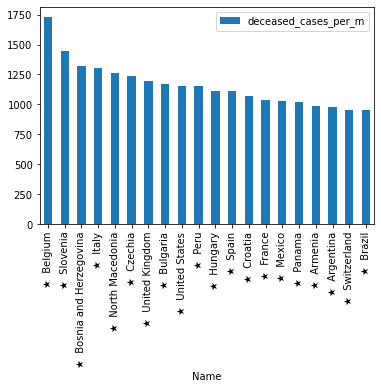 deceased_cases_per_m
1750
1500
1250
1000
750
500
250
0
★ Belgium
★ Slovenia
★ Bosnia and Herzegovina
★ Italy
★ North Macedonia
★ Czechia
★ United Kingdom
★ Bulgaria
★ United States
★ Peru
★ Hungary
★ Spain
★ Croatia
★ France
★ Mexico
★ Panama
★ Armenia
★ Argentina
★ Switzerland
★ Brazil
Name